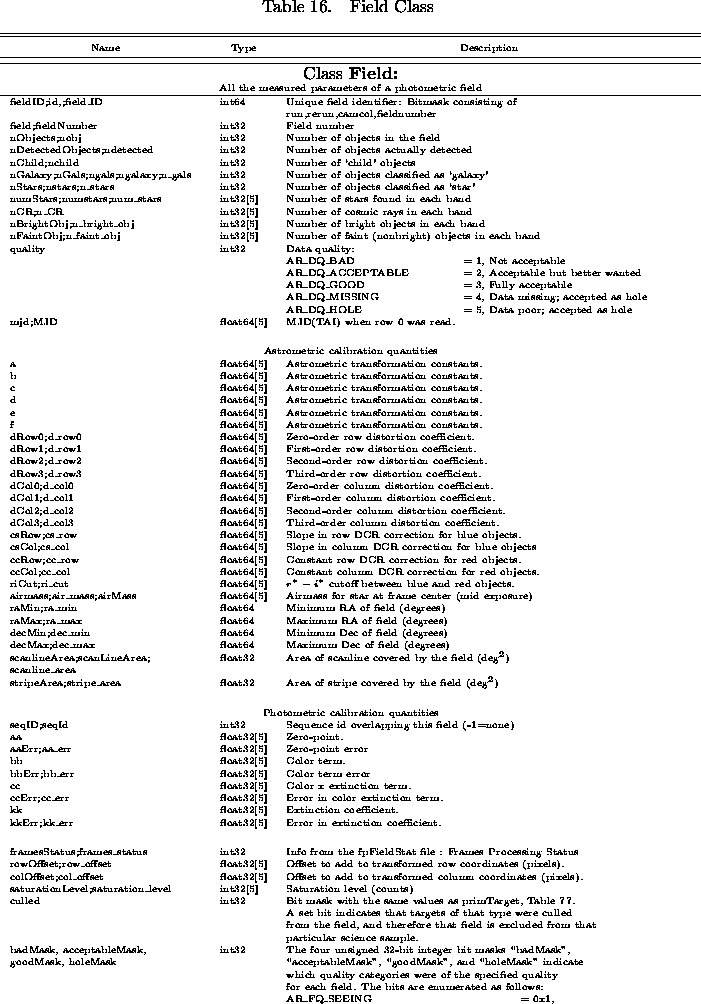 Table 16. Field Class
Name Type Description
Class Field:
All the measured parameters of a photometric field
fieldID;id,;field_ID int64 Unique field identifier: Bitmask consisting of
run,rerun,camcol,fieldnumber
field;fieldNumber int32 Field number
nObjects;nobj int32 Number of objects in the field
nDetectedObjects;ndetected int32 Number of objects actually detected
nChild;nchild int32 Number of 'child' objects
nGalaxy;nGals;ngals;ngalaxy;n_gals int32 Number of objects classified as 'galaxy'
nStars;nstars;n_stars int32 Number of objects classified as 'star'
numStars;numstars;num_stars int32[5] Number of stars found in each band
nCR;n_CR int32[5] Number of cosmic rays in each band
nBrightObj;n_bright_obj int32[5] Number of bright objects in each band
nFaintObj;n_faint_obj int32[5] Number of faint (nonbright) objects in each band
quality int32 Data quality:
AR_DQ_BAD = 1, Not acceptable
AR_DQ_ACCEPTABLE = 2, Acceptable but better wanted
AR_DQ_GOOD = 3, Fully acceptable
AR_DQ_MISSING = 4, Data missing; accepted as hole
AR_DQ_HOLE = 5, Data poor; accepted as hole
mjd;MJD float64[5] MJD(TAI) when row 0 was read.
Astrometric calibration quantities
a float64[5] Astrometric transformation constants.
b float64[5] Astrometric transformation constants.
c float64[5] Astrometric transformation constants.
d float64[5] Astrometric transformation constants.
e float64[5] Astrometric transformation constants.
f float64[5] Astrometric transformation constants.
dRow0;d_row0 float64[5] Zero-order row distortion coefficient.
dRow1;d_row1 float64[5] First-order row distortion coefficient.
dRow2;d_row2 float64[5] Second-order row distortion coefficient.
dRow3;d_row3 float64[5] Third-order row distortion coefficient.
dCol0;d_col0 float64[5] Zero-order column distortion coefficient.
dCol1;d_col1 float64[5] First-order column distortion coefficient.
dCol2;d_col2 float64[5] Second-order column distortion coefficient.
dCol3;d_col3 float64[5] Third-order column distortion coefficient.
csRow;cs_row float64[5] Slope in row DCR correction for blue objects.
csCol;cs_col float64[5] Slope in column DCR correction for blue objects
ccRow;cc_row float64[5] Constant row DCR correction for red objects.
ccCol;cc_col float64[5] Constant column DCR correction for red objects.
riCut;ri_cut float64[5] r* − i* cutoff between blue and red objects.
airmass;air_mass;airMass float64[5] Airmass for star at frame center (mid exposure)
raMin;ra_min float64 Minimum RA of field (degrees)
raMax;ra_max float64 Maximum RA of field (degrees)
decMin;dec_min float64 Minimum Dec of field (degrees)
decMax;dec_max float64 Maximum Dec of field (degrees)
scanlineArea;scanLineArea; float32 Area of scanline covered by the field (deg²)
scanline_area
stripeArea;stripe_area float32 Area of stripe covered by the field (deg²)
Photometric calibration quantities
seqID;seqId int32 Sequence id overlapping this field (-1=none)
aa float32[5] Zero-point.
aaErr;aa_err float32[5] Zero-point error
bb float32[5] Color term.
bbErr;bb_err float32[5] Color term error
cc float32[5] Color x extinction term.
ccErr;cc_err float32[5] Error in color extinction term.
kk float32[5] Extinction coefficient.
kkErr;kk_err float32[5] Error in extinction coefficient.
framesStatus;frames_status int32 Info from the fpFieldStat file : Frames Processing Status
rowOffset;row_offset float32[5] Offset to add to transformed row coordinates (pixels).
colOffset;col_offset float32[5] Offset to add to transformed column coordinates (pixels).
saturationLevel;saturation_level int32[5] Saturation level (counts)
culled int32 Bit mask with the same values as primTarget, Table 77.
A set bit indicates that targets of that type were culled
from the field, and therefore that field is excluded from that
particular science sample.
badMask, acceptableMask, int32 The four unsigned 32-bit integer bit masks "badMask",
goodMask, holeMask "acceptableMask", "goodMask", and "holeMask" indicate
which quality categories were of the specified quality
for each field. The bits are enumerated as follows:
AR_FQ_SEEING = 0x1,